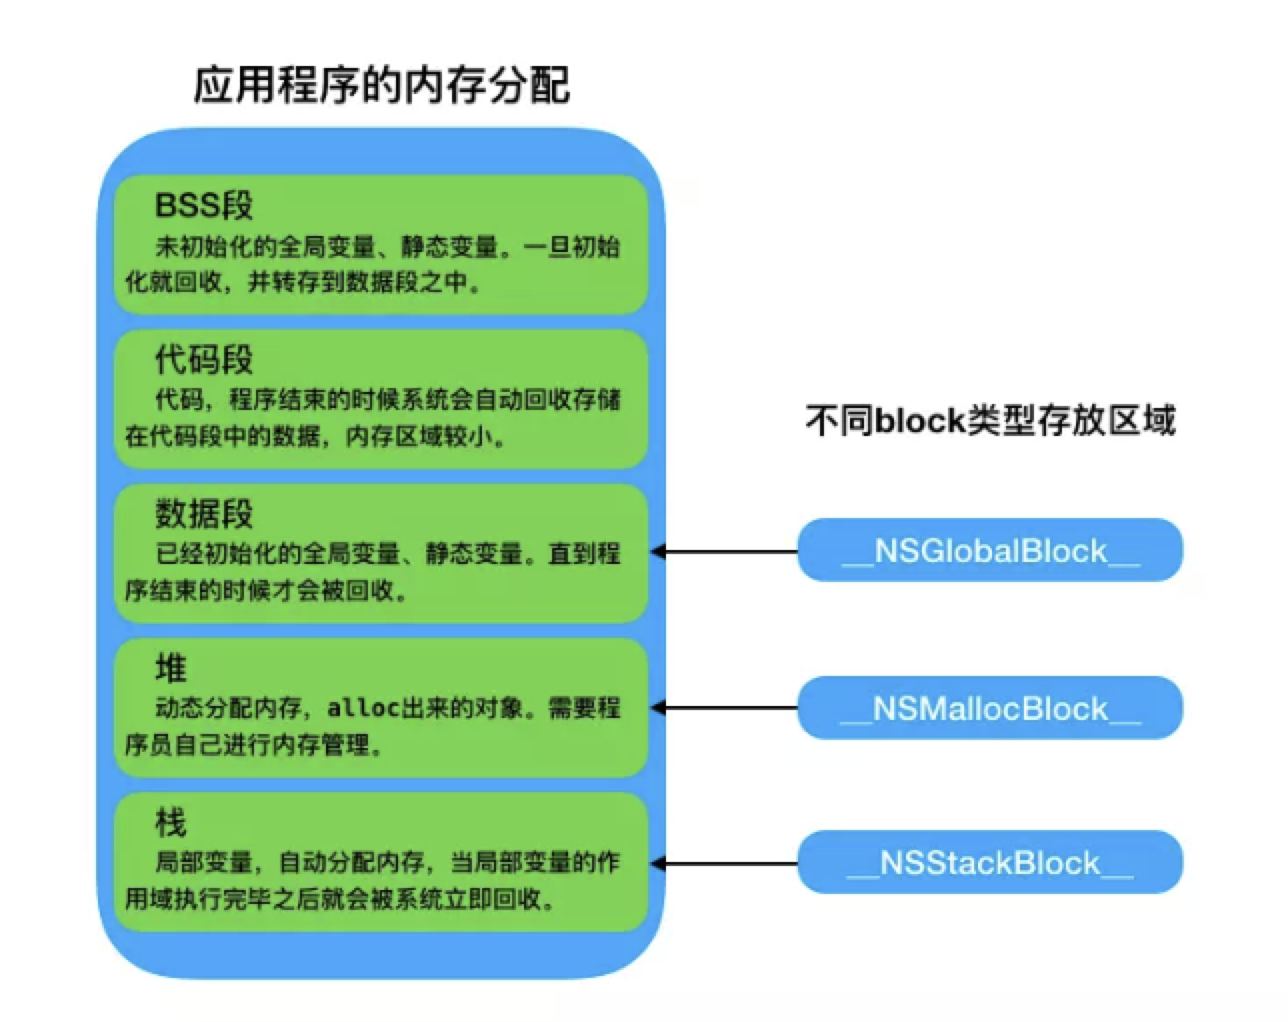 应用程序的内存分配
BSS段
未初始化的全局变量、静态变量。一旦初始
化就回收，并转存到数据段之中。
代码段
代码，程序结束的时候系统会自动回收存储
在代码段中的数据，内存区域较小。
数据段
已经初始化的全局变量、静态变量。直到程
序结束的时候才会被回收。
堆
动态分配内存，alloc出来的对象。需要程
序员自己进行内存管理。
栈
局部变量，自动分配内存，当局部变量的作
用域执行完毕之后就会被系统立即回收。
不同block类型存放区域
__NSGlobalBlock__
__NSMallocBlock__
__NSStackBlock__